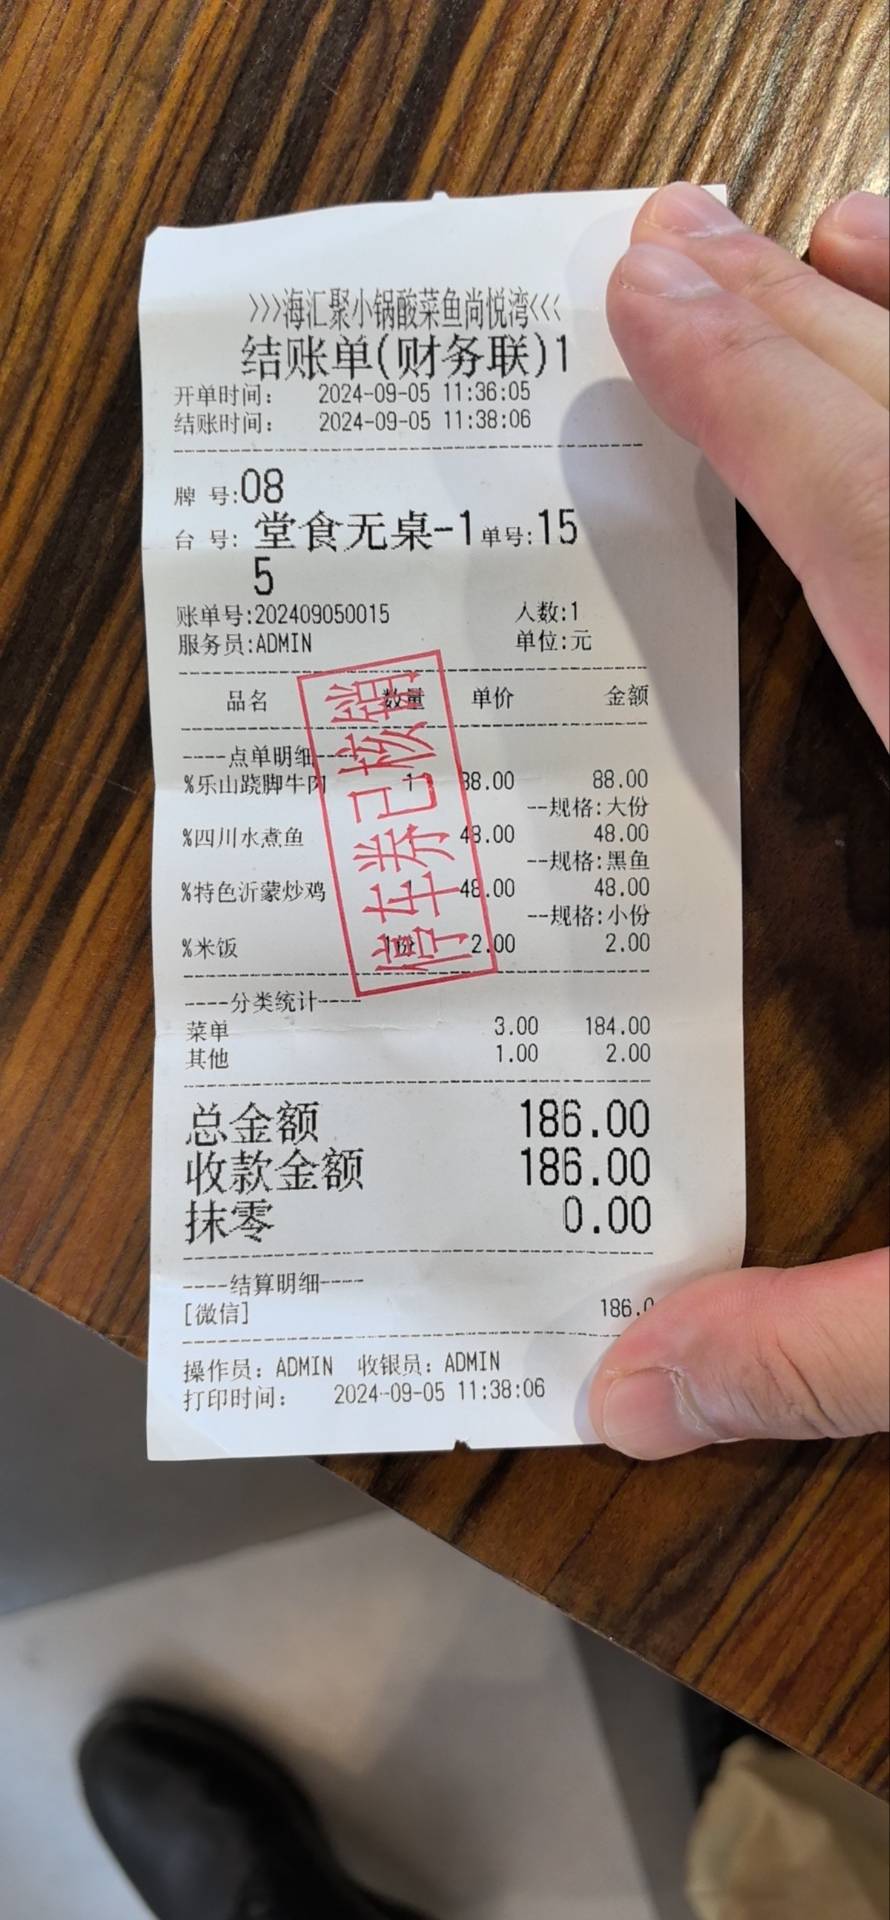 >>>海汇聚小锅酸菜鱼尚悦湾<<<
结账单(财务联)1
开单时间： 2024-09-05 11:36:05
结账时间： 2024-09-05 11:38:06
牌 号:08
台 号: 堂食无桌-1 单号:15
5
账单号:202409050015 人数:1
服务员:ADMIN 单位:元
品名 数量 单价 金额
----点单明细----
%乐山跷脚牛肉 1 88.00 88.00
--规格:大份
%四川水煮鱼 48.00 48.00
--规格:黑鱼
%特色沂蒙炒鸡 1 48.00 48.00
--规格:小份
%米饭 1份 2.00 2.00
停车券已核销
----分类统计----
菜单 3.00 184.00
其他 1.00 2.00
总金额 186.00
收款金额 186.00
抹零 0.00
----结算明细----
[微信] 186.0
操作员: ADMIN 收银员: ADMIN
打印时间： 2024-09-05 11:38:06